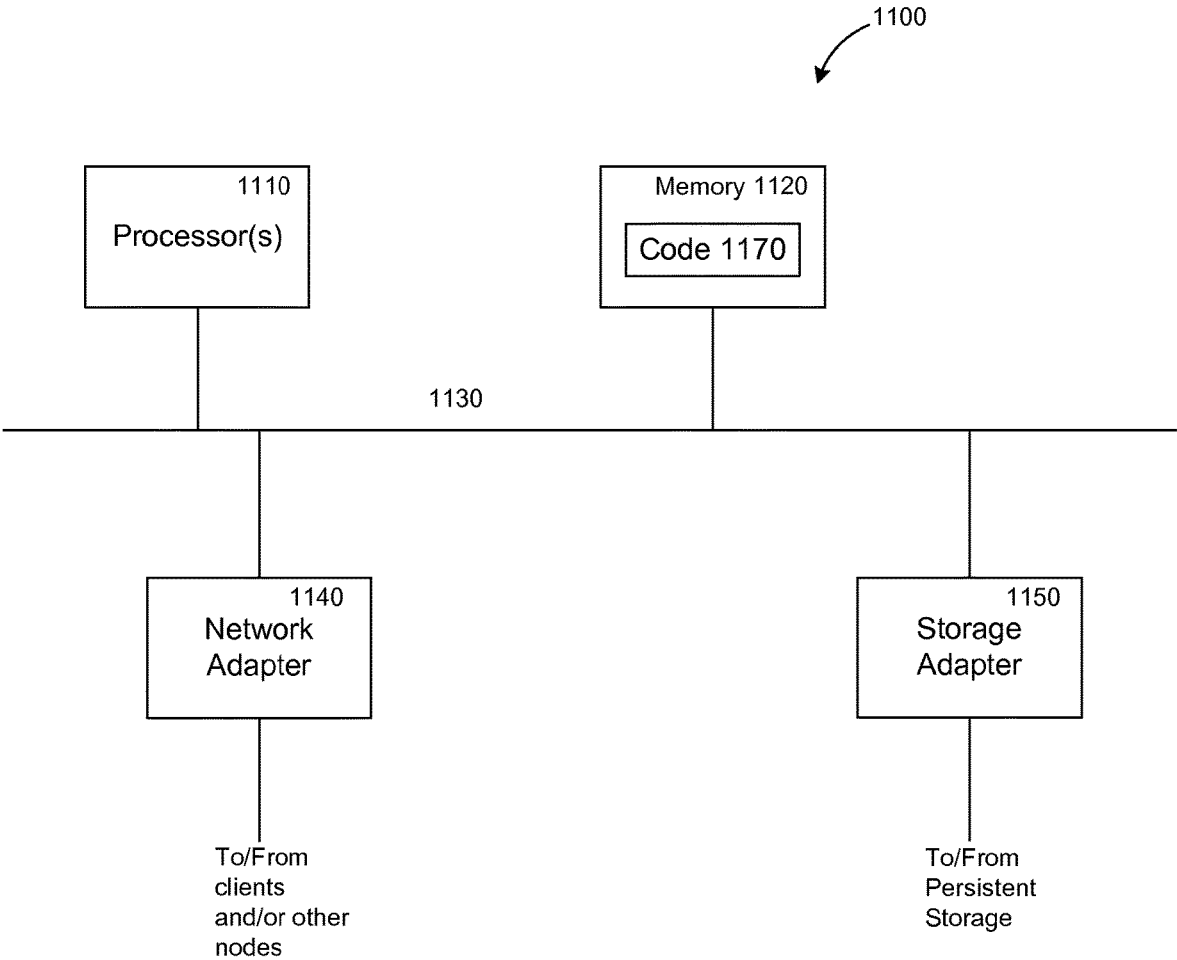 1100
1110
Processor(s)
Memory 1120
Code 1170
1130
1140
Network
Adapter
1150
Storage
Adapter
To/From
clients
and/or other
nodes
To/From
Persistent
Storage